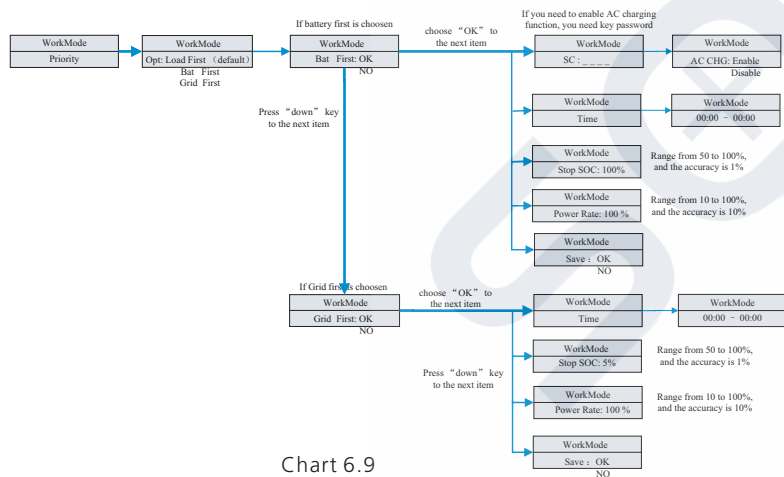 If battery first is choosen
choose “OK” to
the next item
If you need to enable AC charging
function, you need key password
WorkMode
Priority
WorkMode
Opt: Load First （default）
Bat First
Grid First
WorkMode
Bat First: OK
NO
WorkMode
SC : _ _ _ _
WorkMode
AC CHG: Enable
Disable
Press “down” key
to the next item
WorkMode
Time
WorkMode
00:00 - 00:00
WorkMode
Stop SOC: 100%
Range from 50 to 100%,
and the accuracy is 1%
WorkMode
Power Rate: 100 %
Range from 10 to 100%,
and the accuracy is 10%
WorkMode
Save： OK
NO
If Grid first is choosen
WorkMode
Grid First: OK
NO
choose “OK” to
the next item
WorkMode
Time
WorkMode
00:00 - 00:00
Press “down” key
to the next item
WorkMode
Stop SOC: 5%
Range from 50 to 100%,
and the accuracy is 1%
WorkMode
Power Rate: 100 %
Range from 10 to 100%,
and the accuracy is 10%
WorkMode
Save： OK
NO
Chart 6.9